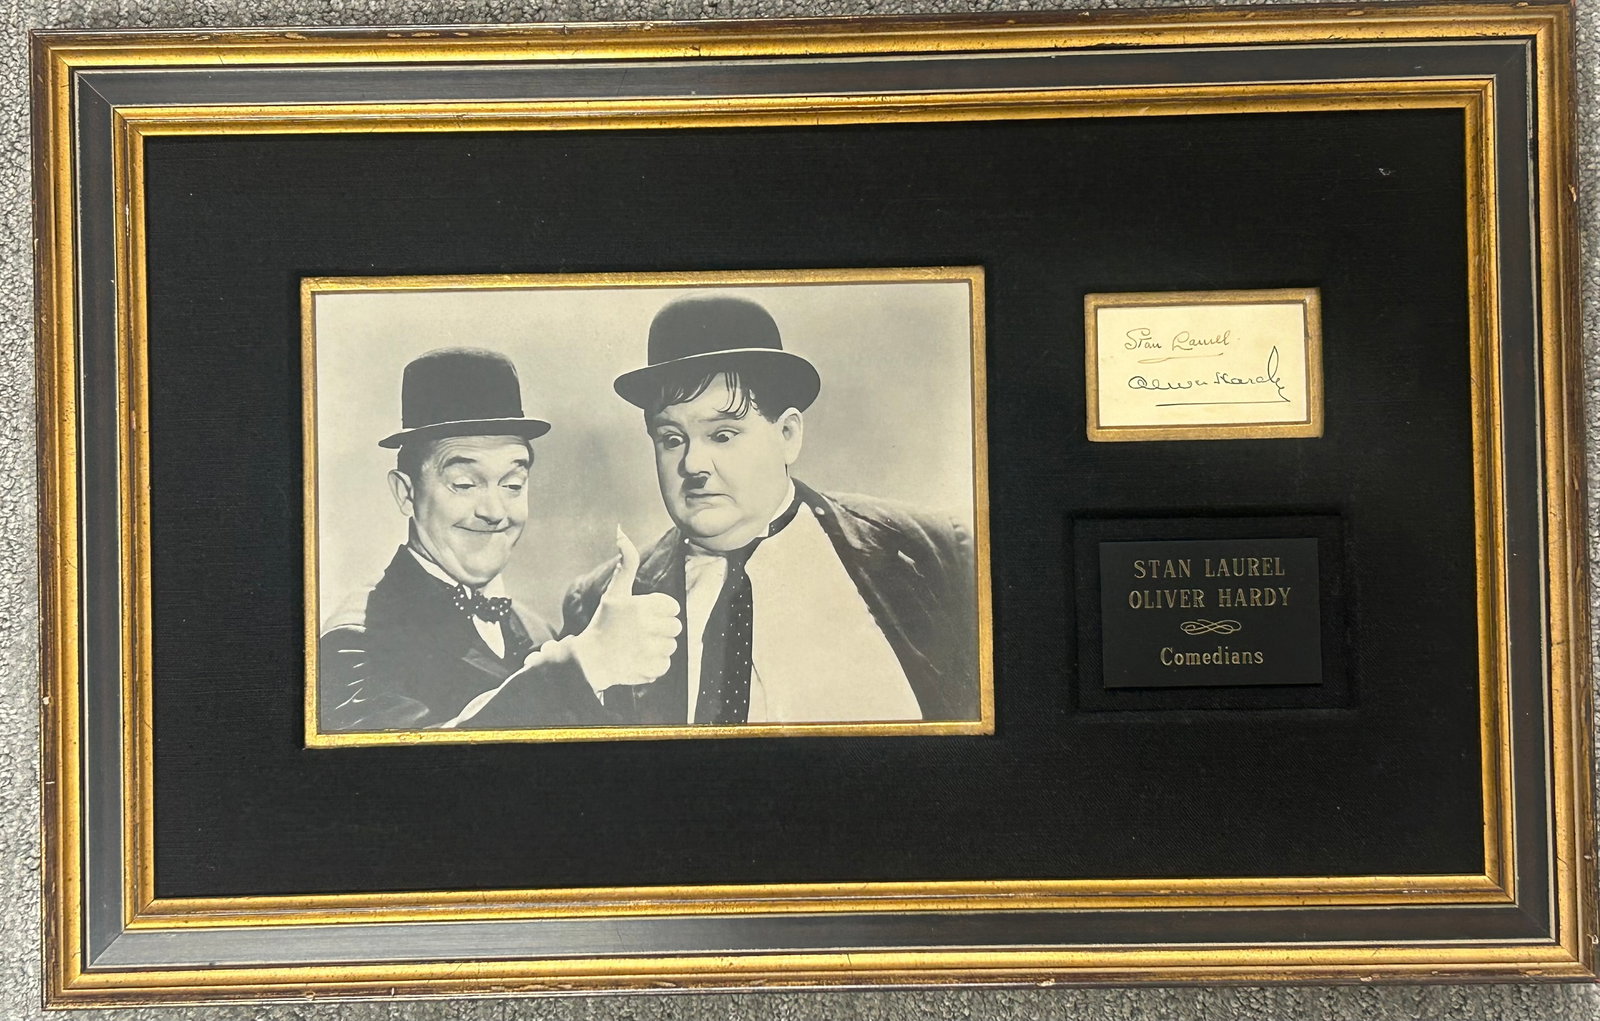 Stan Laurel
Oliver Hardy
STAN LAUREL
OLIVER HARDY
Comedians